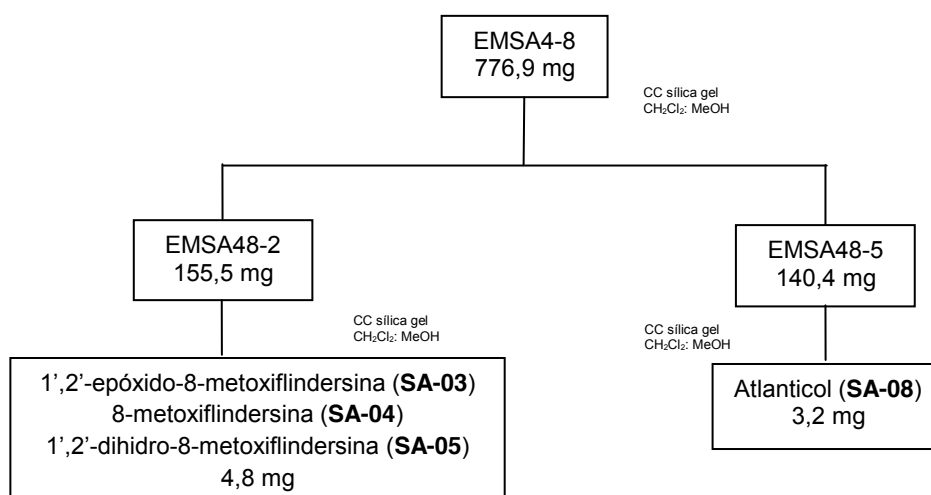 EMSA4-8
776,9 mg
CC sílica gel
CH₂Cl₂: MeOH
EMSA48-2
155,5 mg
EMSA48-5
140,4 mg
CC sílica gel
CH₂Cl₂: MeOH
CC sílica gel
CH₂Cl₂: MeOH
1',2'-epóxido-8-metoxiflindersina (SA-03)
8-metoxiflindersina (SA-04)
1',2'-dihidro-8-metoxiflindersina (SA-05)
4,8 mg
Atlanticol (SA-08)
3,2 mg